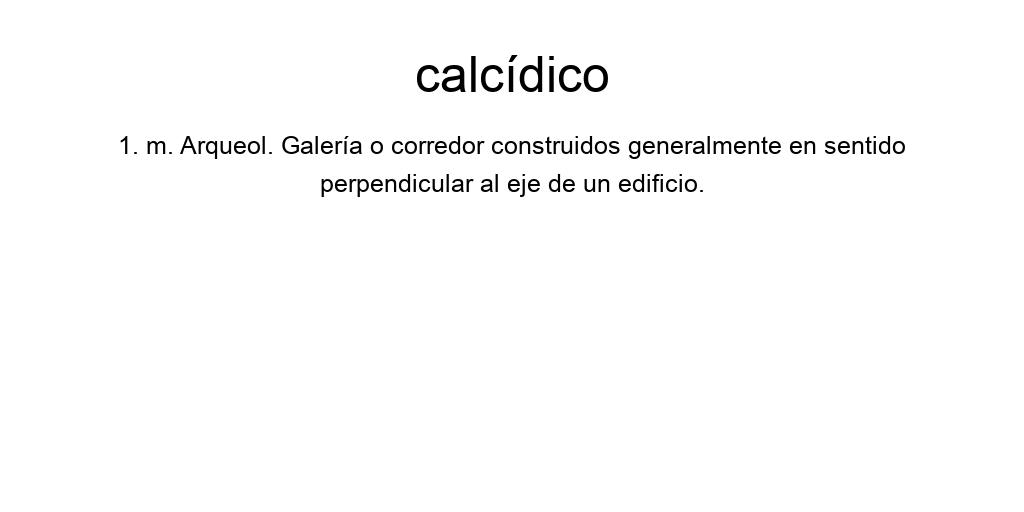 calcídico
1. m. Arqueol. Galería o corredor construidos generalmente en sentido
perpendicular al eje de un edificio.